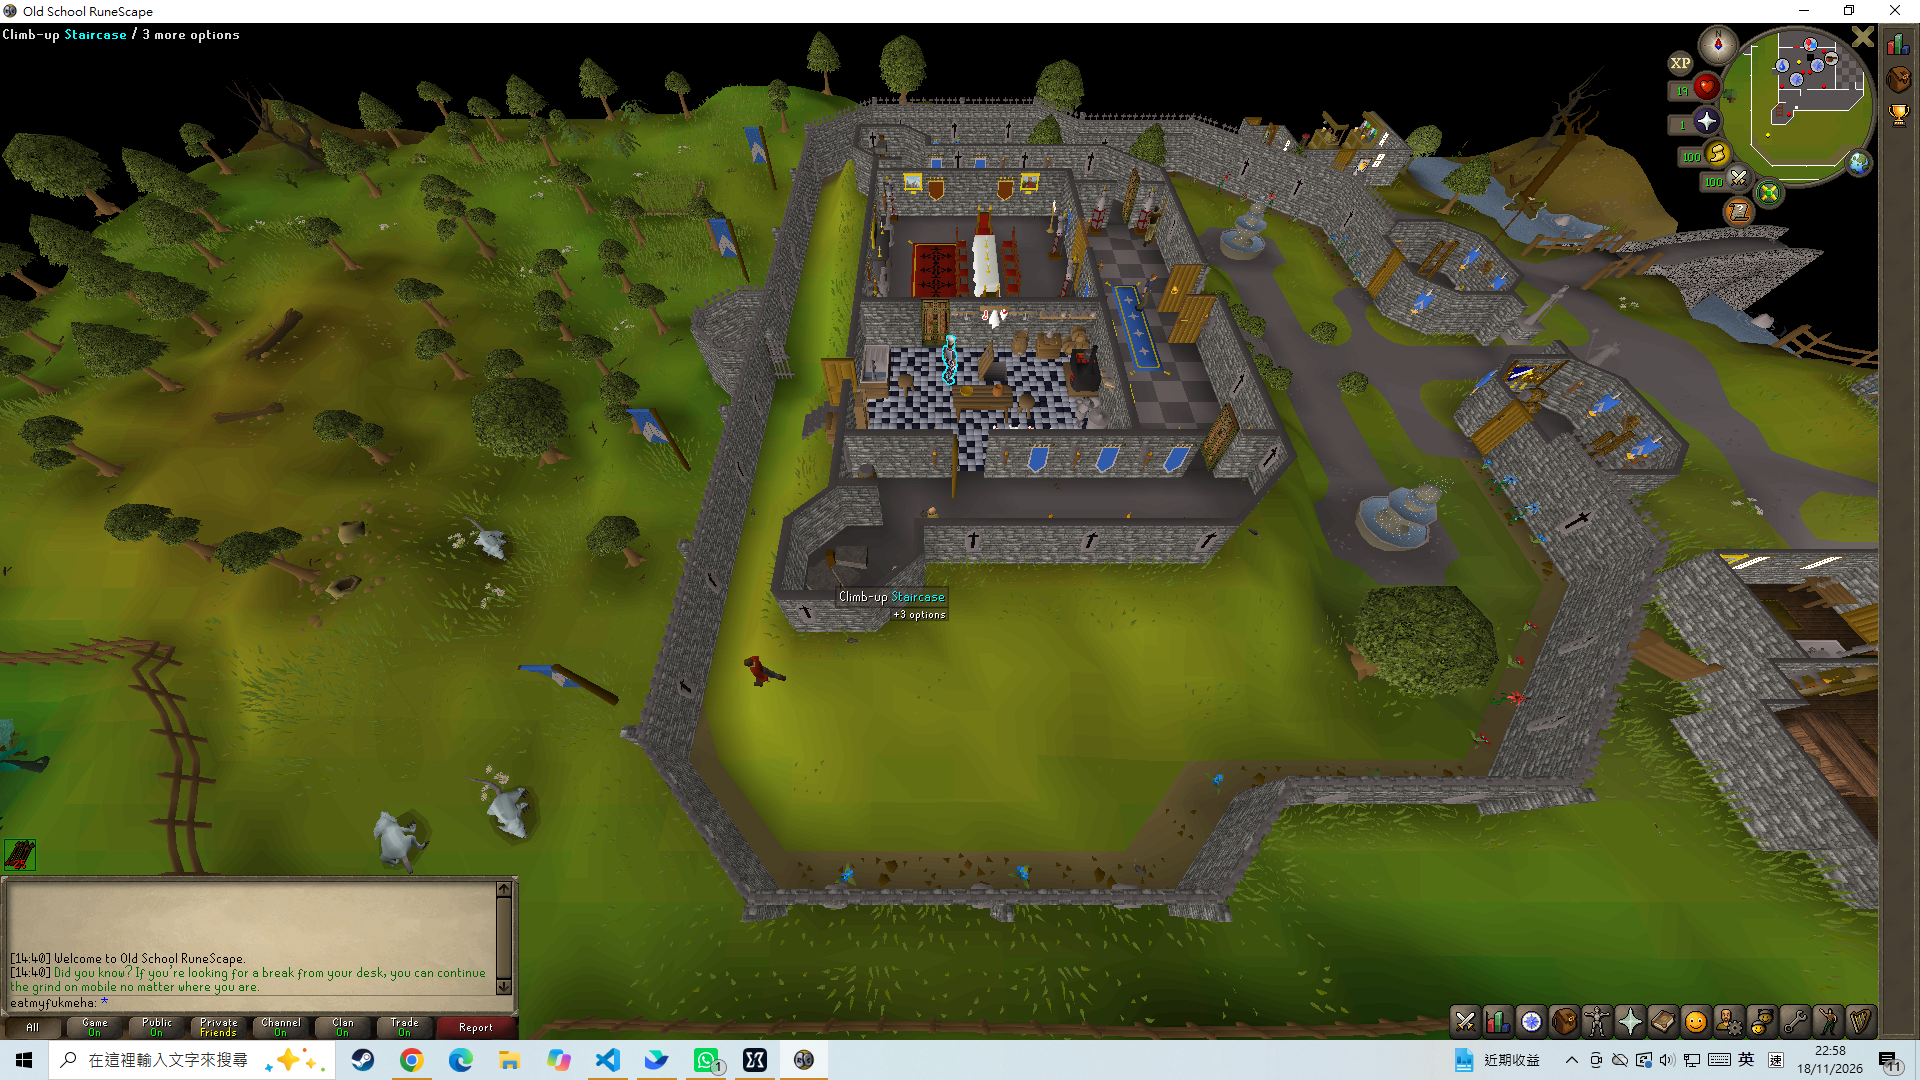 Old School RuneScape
Climb-up Staircase / 3 more options
N
XP
19
1
100
100
Climb-up Staircase
+3 options
25
[14:40] Welcome to Old School RuneScape.
[14:40] Did you know? If you're looking for a break from your desk, you can continue
the grind on mobile no matter where you are.
eatmyfukmeha: *
All
Game
On
Public
On
Private
Friends
Channel
On
Clan
On
Trade
On
Report
在這裡輸入文字來搜尋
1
近期收益
英
速
22:58
18/11/2026
11